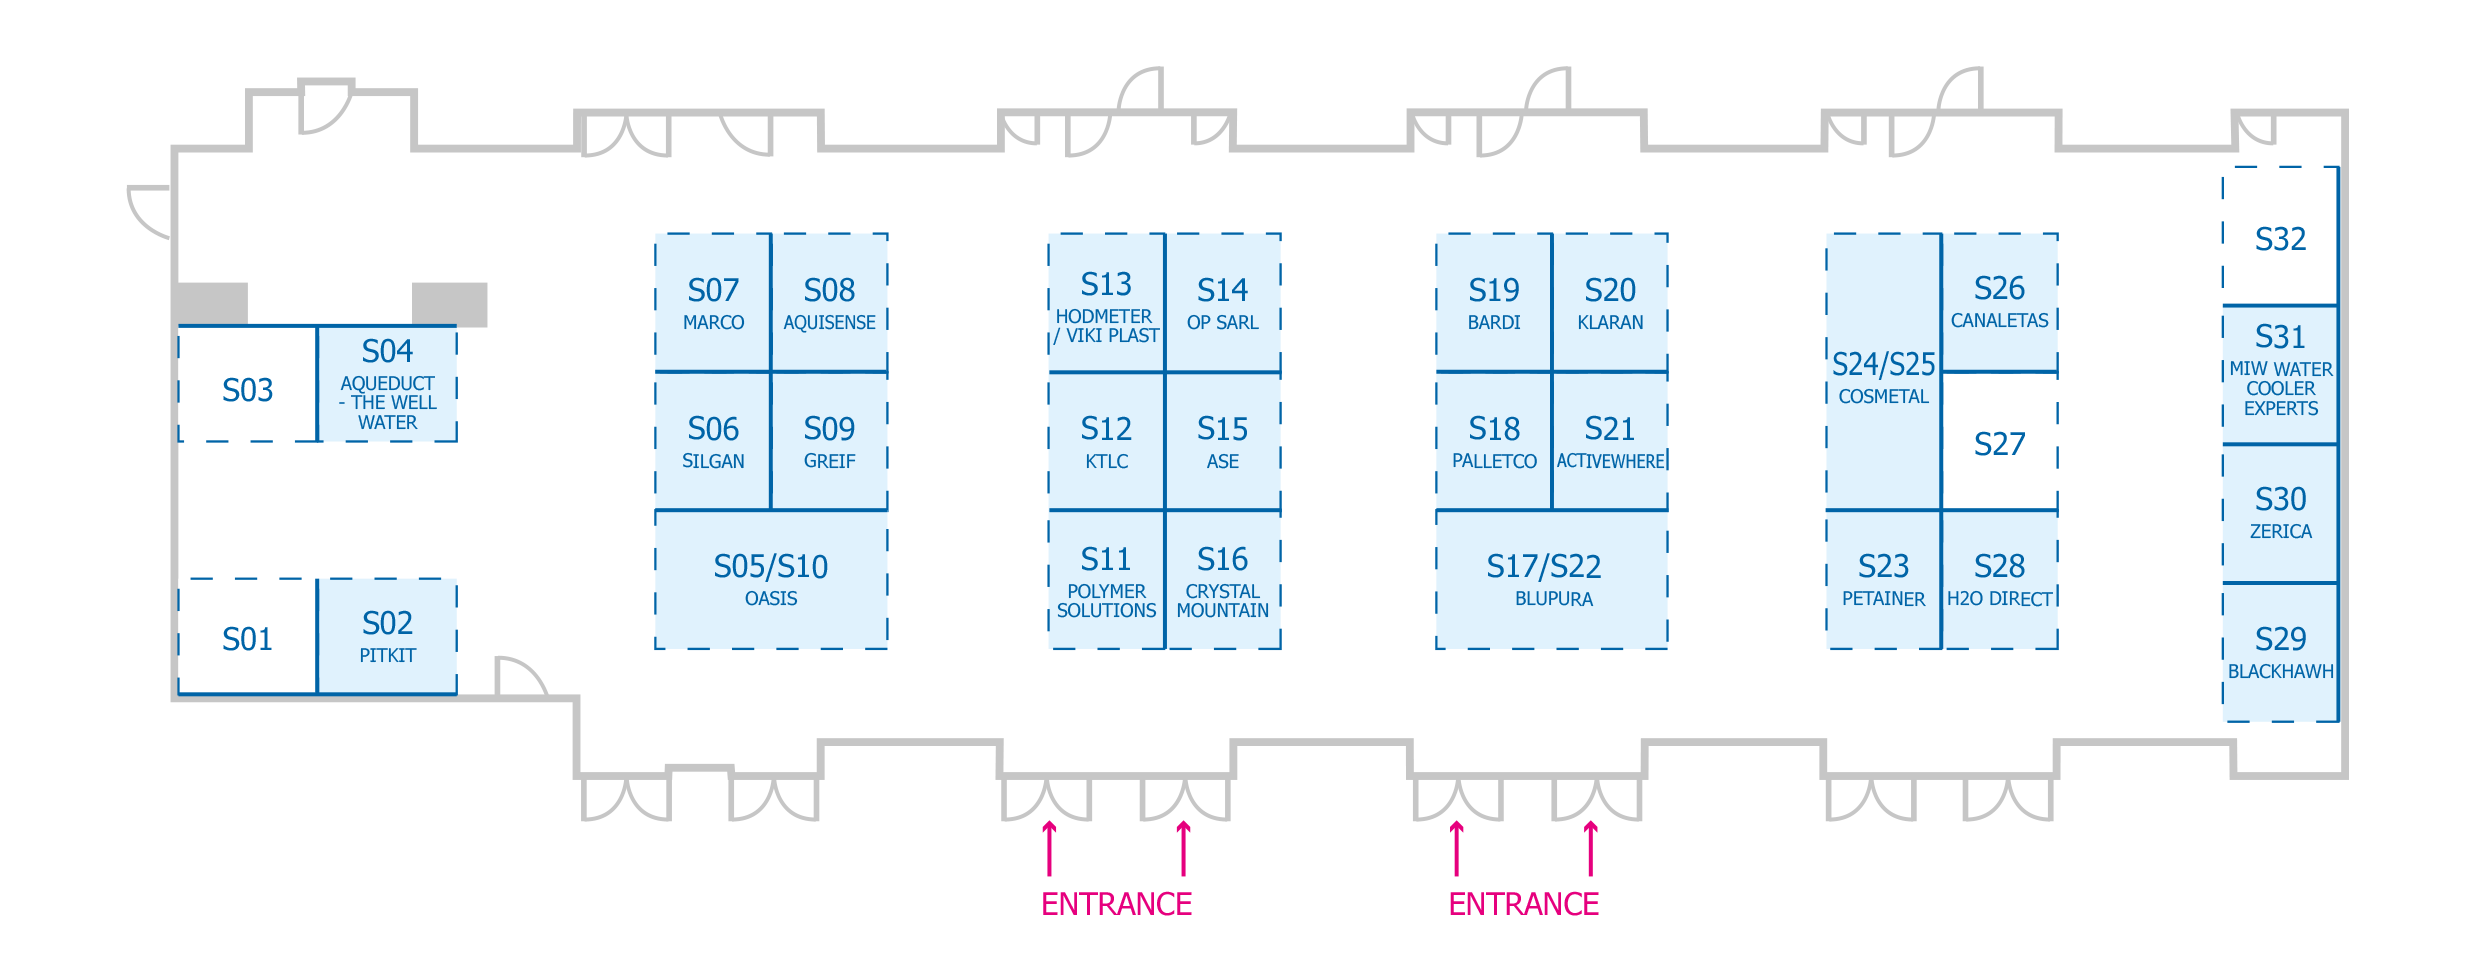 S07
MARCO
S08
AQUISENSE
S13
HODMETER
/ VIKI PLAST
S14
OP SARL
S19
BARDI
S20
KLARAN
S26
CANALETAS
S32
S03
S04
AQUEDUCT
- THE WELL
WATER
S06
SILGAN
S09
GREIF
S12
KTLC
S15
ASE
S18
PALLETCO
S21
ACTIVEWHERE
S24/S25
COSMETAL
S27
S31
MIW WATER
COOLER
EXPERTS
S30
ZERICA
S01
S02
PITKIT
S05/S10
OASIS
S11
POLYMER
SOLUTIONS
S16
CRYSTAL
MOUNTAIN
S17/S22
BLUPURA
S23
PETAINER
S28
H2O DIRECT
S29
BLACKHAWH
ENTRANCE
ENTRANCE